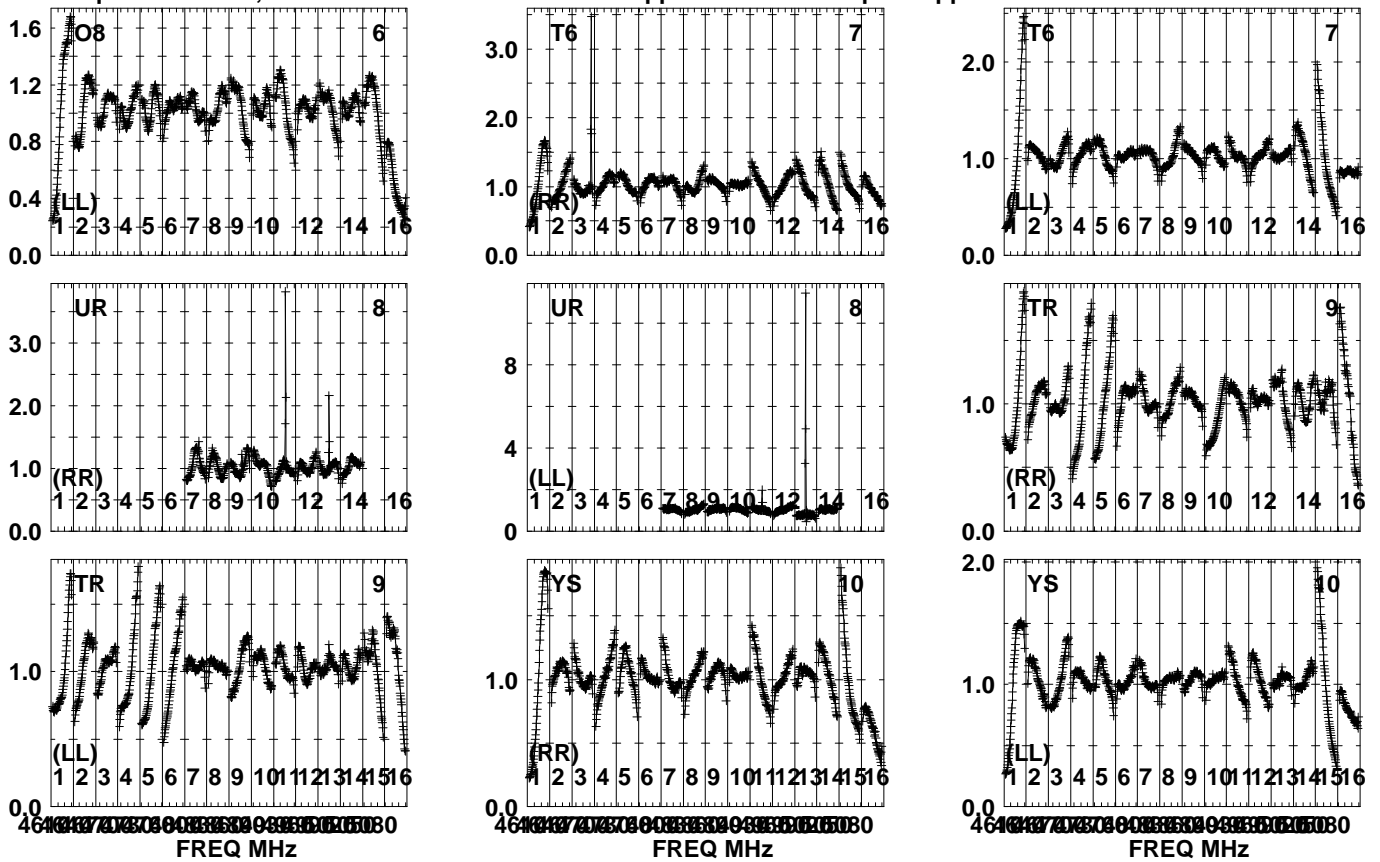 1.6 O8 6
1.2
0.8
0.4 (LL)
1 2 3 4 5 6 7 8 9 10 12 14 16
0.0
T6 7
3.0
2.0
1.0
(RR)
1 2 3 4 5 6 7 8 9 10 12 14 16
0.0
T6 7
2.0
1.0
(LL)
1 2 3 4 5 6 7 8 9 10 12 14 16
0.0
UR 8
3.0
2.0
1.0
(RR)
1 2 3 4 5 6 7 8 9 10 12 14 16
0.0
UR 8
8
4
(LL)
1 2 3 4 5 6 7 8 9 10 12 14 16
0
TR 9
1.0
(RR)
1 2 3 4 5 6 7 8 9 10 12 14 16
0.0
TR 9
1.0
(LL)
1 2 3 4 5 6 7 8 9 10 11 12 13 14 15 16
0.0
FREQ MHz
YS 10
1.0
(RR)
1 2 3 4 5 6 7 8 9 10 11 12 13 14 15 16
0.0
FREQ MHz
2.0 YS 10
1.0
(LL)
1 2 3 4 5 6 7 8 9 10 11 12 13 14 15 16
0.0
FREQ MHz